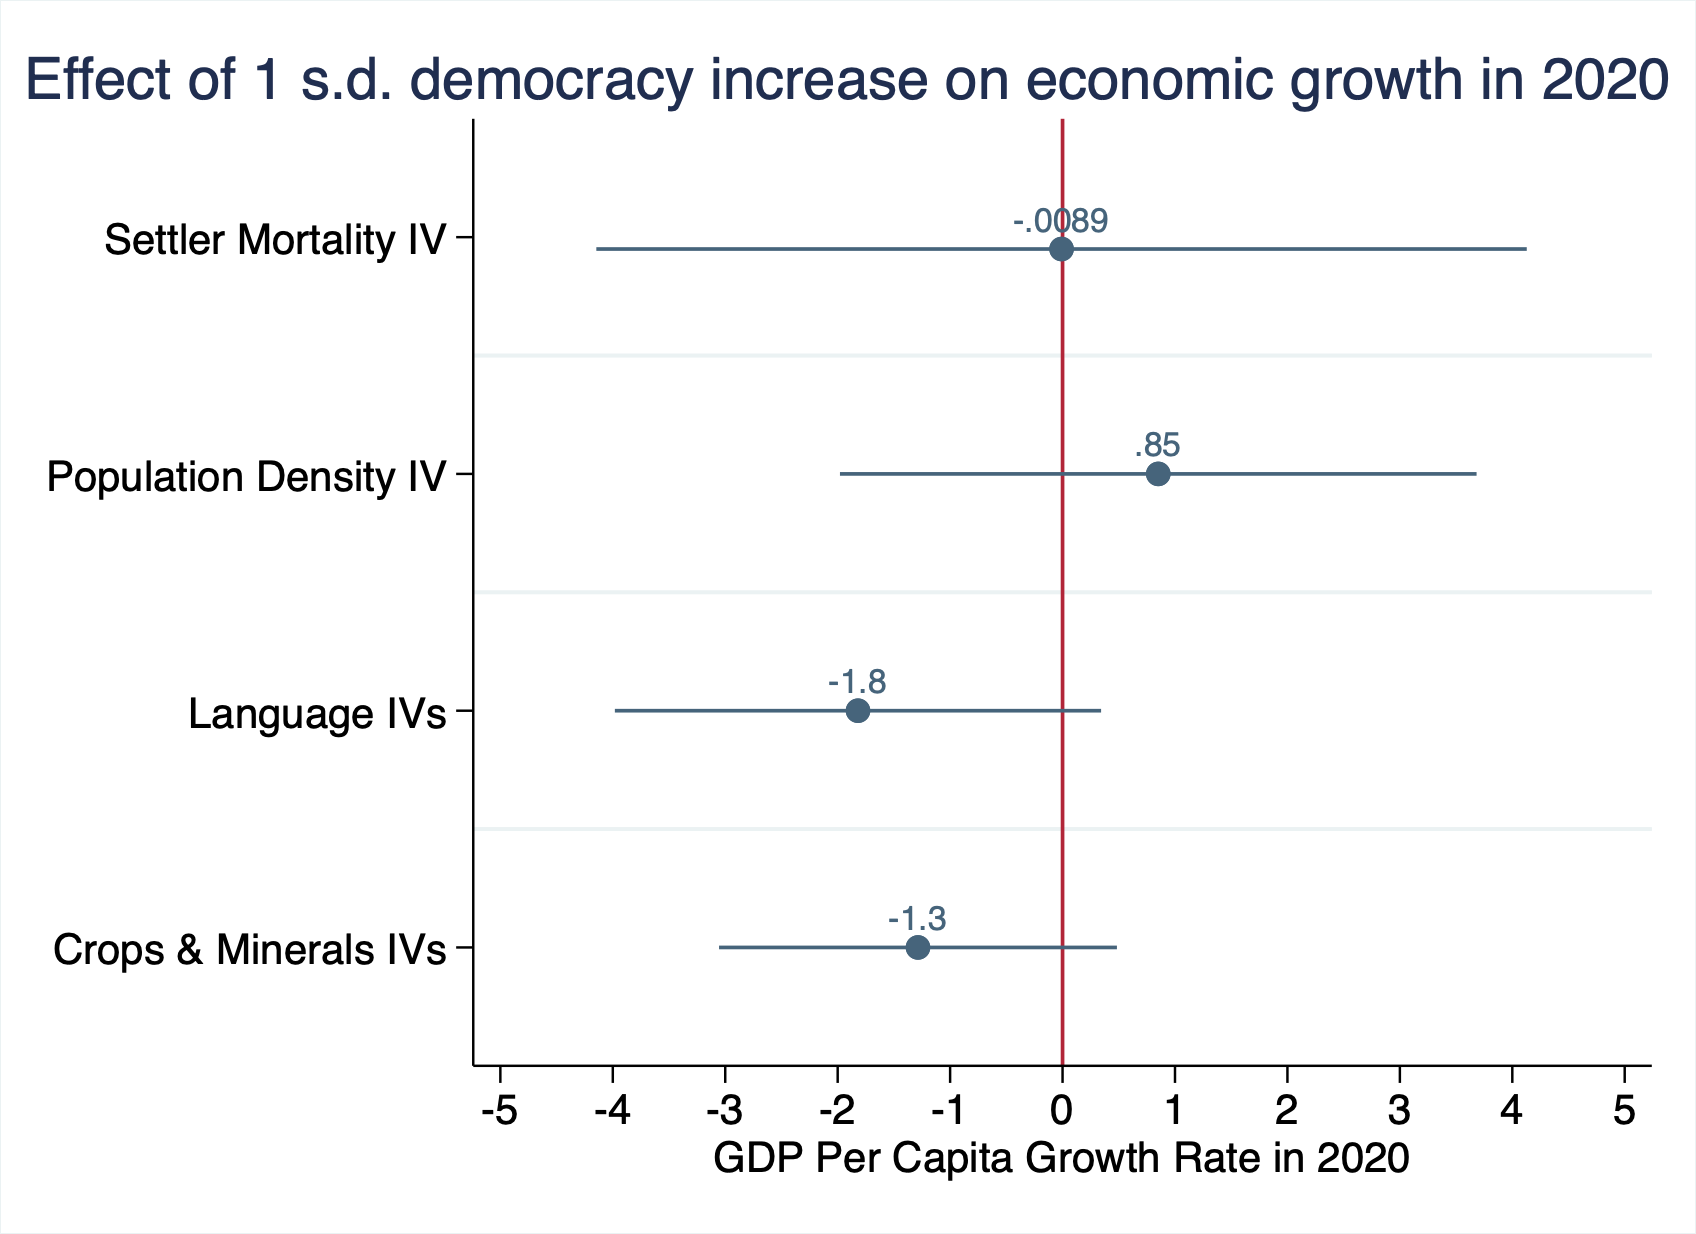 Effect of 1 s.d. democracy increase on economic growth in 2020
Settler Mortality IV
-.0089
Population Density IV
.85
Language IVs
-1.8
Crops & Minerals IVs
-1.3
-5 -4 -3 -2 -1 0 1 2 3 4 5
GDP Per Capita Growth Rate in 2020